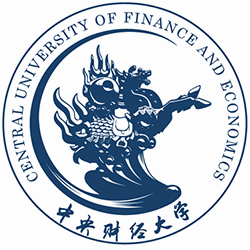 CENTRAL UNIVERSITY OF FINANCE AND ECONOMICS
中央财经大学